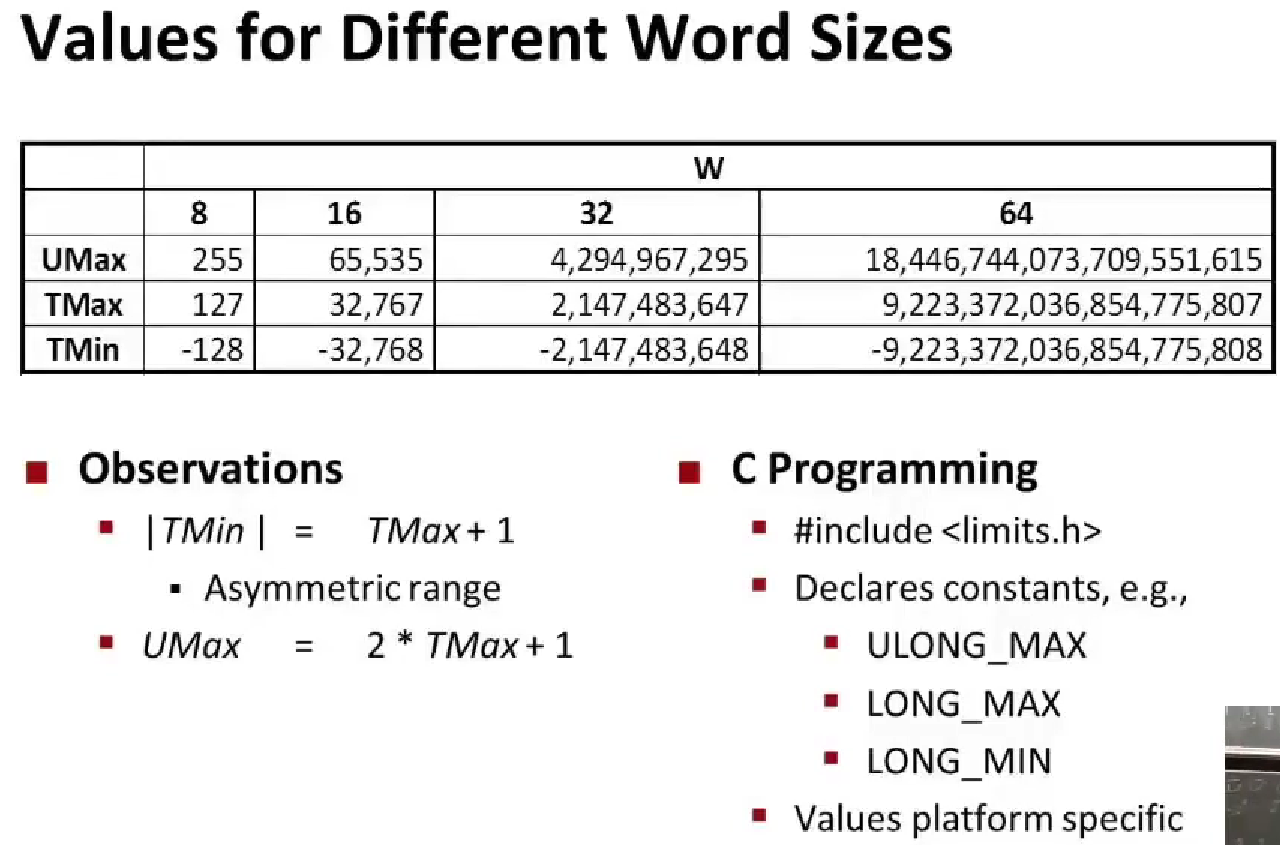 Values for Different Word Sizes
W
8 16 32 64
UMax 255 65,535 4,294,967,295 18,446,744,073,709,551,615
TMax 127 32,767 2,147,483,647 9,223,372,036,854,775,807
TMin -128 -32,768 -2,147,483,648 -9,223,372,036,854,775,808
Observations
|TMin | = TMax + 1
Asymmetric range
UMax = 2 * TMax + 1
C Programming
#include <limits.h>
Declares constants, e.g.,
ULONG_MAX
LONG_MAX
LONG_MIN
Values platform specific